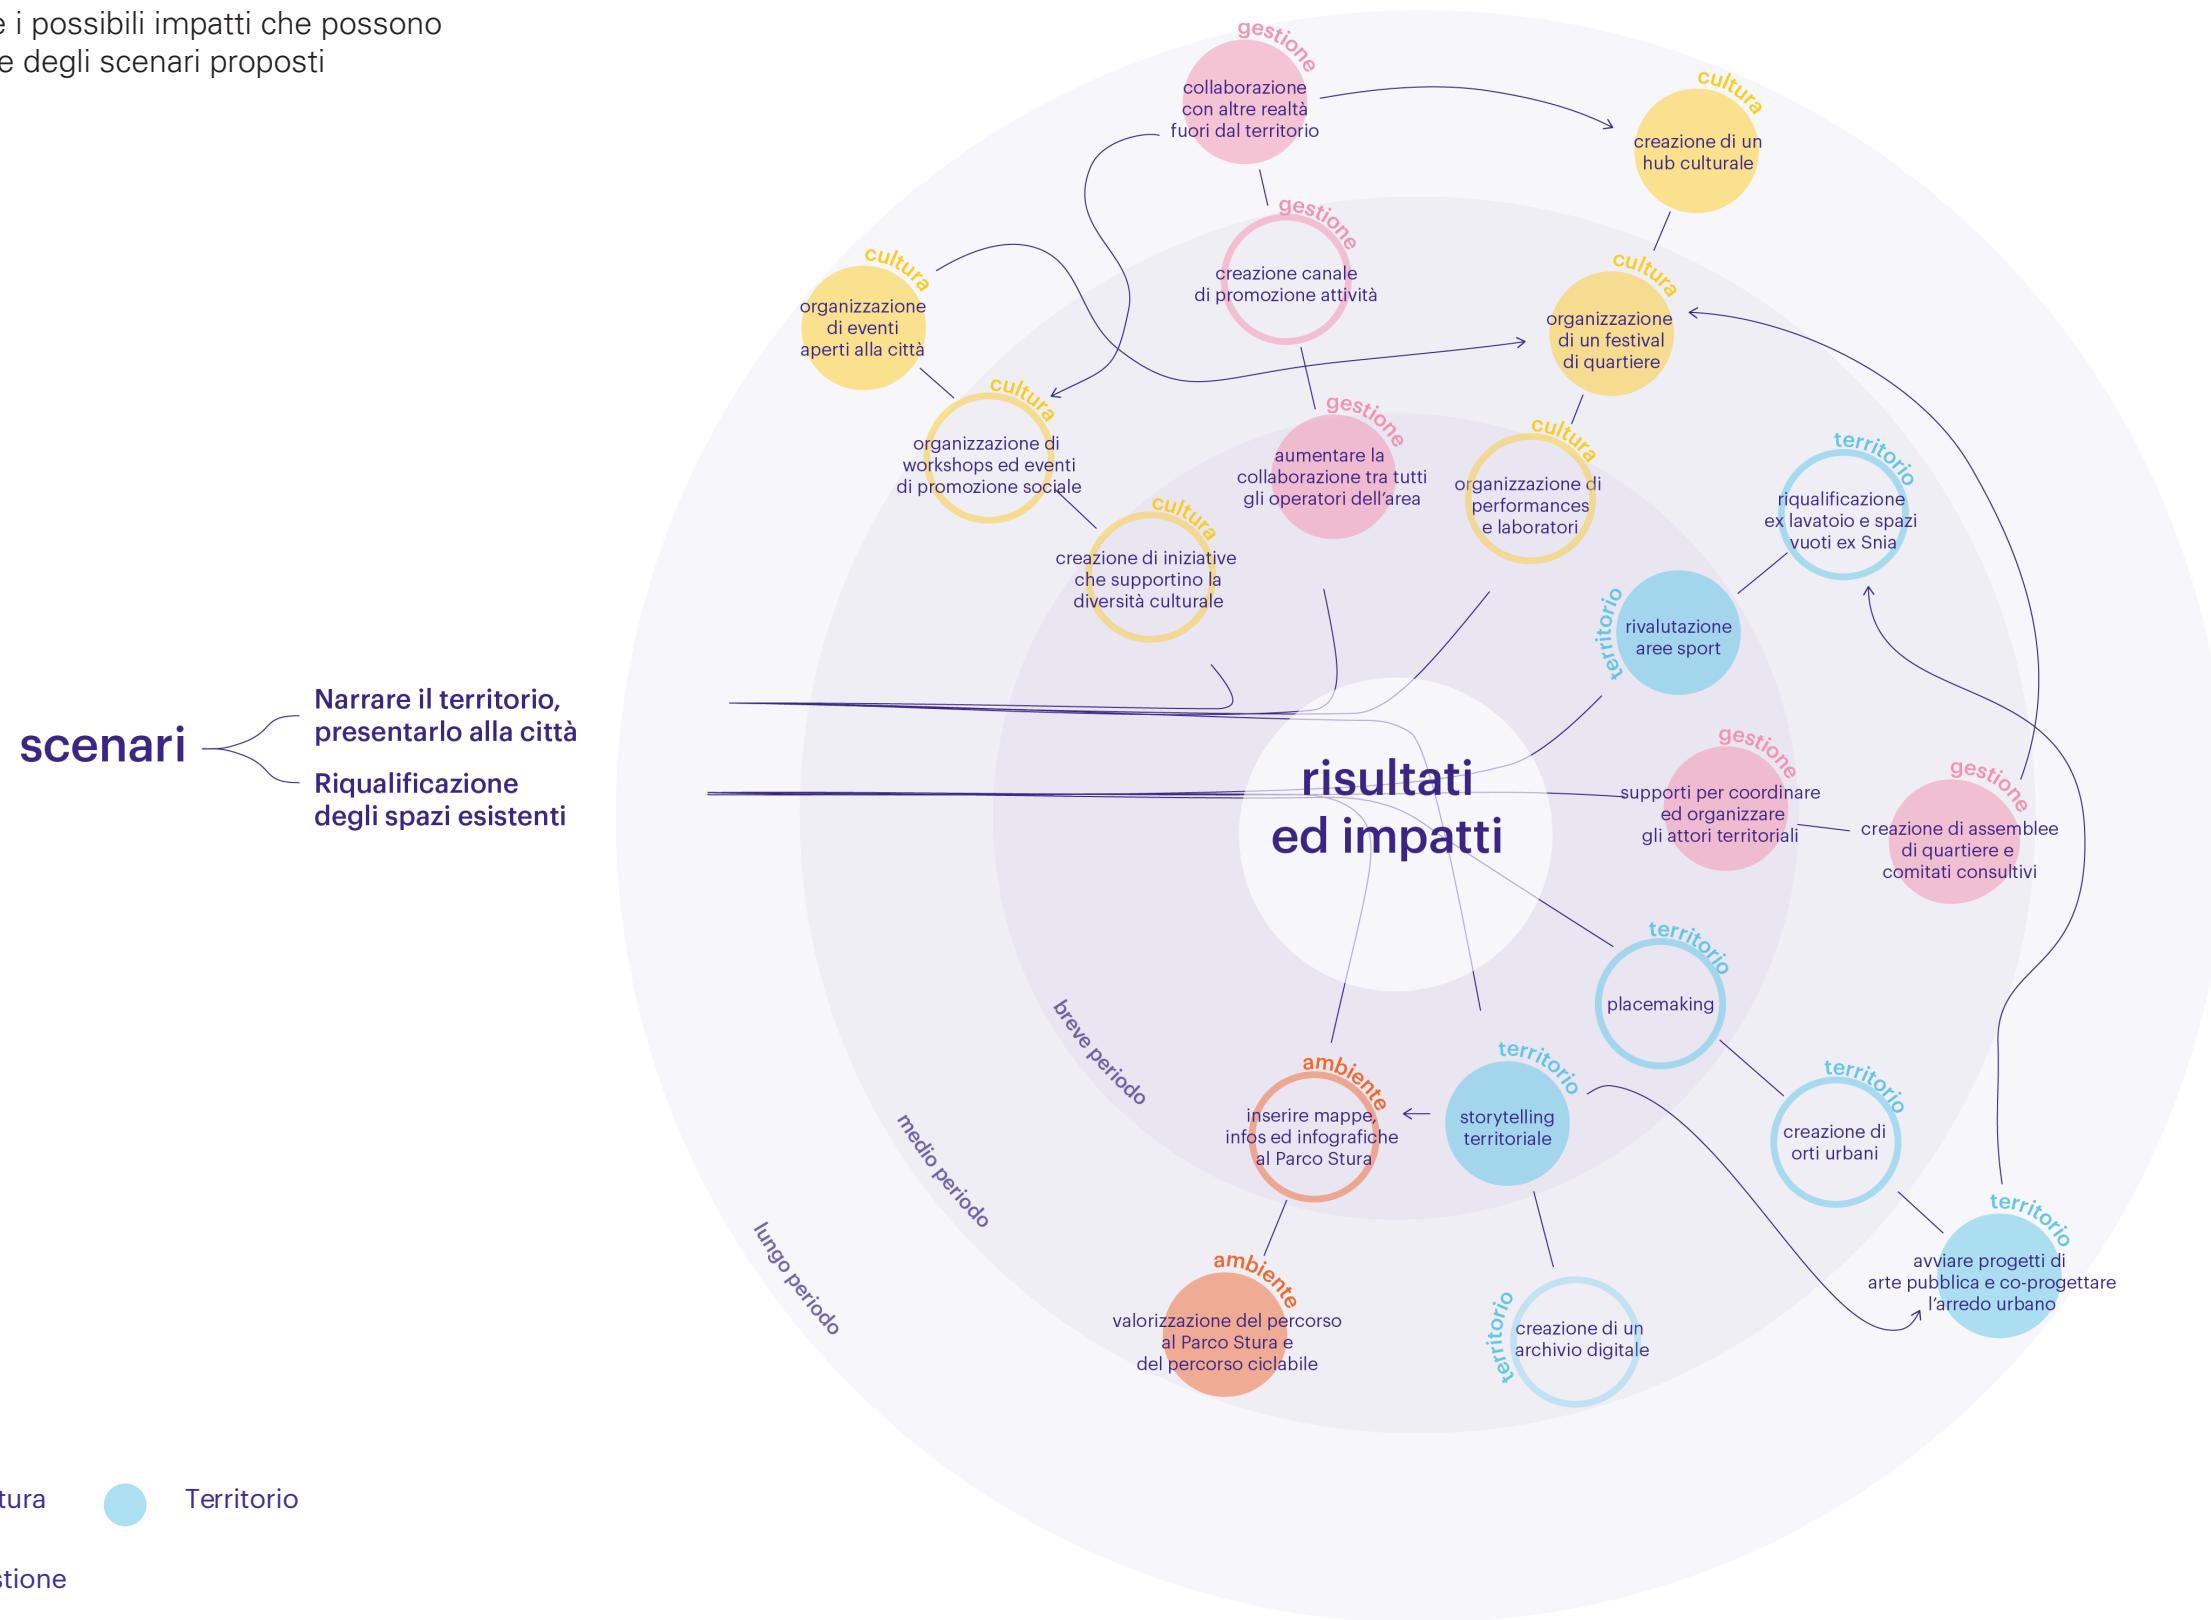 e i possibili impatti che possono
e degli scenari proposti
gestione
collaborazione
con altre realtà
fuori dal territorio
cultura
creazione di un
hub culturale
gestione
creazione canale
di promozione attività
cultura
organizzazione
di eventi
aperti alla città
cultura
organizzazione
di un festival
di quartiere
cultura
organizzazione di
workshops ed eventi
di promozione sociale
gestione
aumentare la
collaborazione tra tutti
gli operatori dell'area
cultura
organizzazione di
performances
e laboratori
territorio
riqualificazione
ex lavatoio e spazi
vuoti ex Snia
cultura
creazione di iniziative
che supportino la
diversità culturale
territorio
rivalutazione
aree sport
scenari
Narrare il territorio,
presentarlo alla città
Riqualificazione
degli spazi esistenti
risultati
ed impatti
gestione
supporti per coordinare
ed organizzare
gli attori territoriali
gestione
creazione di assemblee
di quartiere e
comitati consultivi
territorio
placemaking
breve periodo
medio periodo
lungo periodo
ambiente
inserire mappe,
infos ed infografiche
al Parco Stura
territorio
storytelling
territoriale
territorio
creazione di
orti urbani
territorio
avviare progetti di
arte pubblica e co-progettare
l'arredo urbano
ambiente
valorizzazione del percorso
al Parco Stura e
del percorso ciclabile
territorio
creazione di un
archivio digitale
tura
Territorio
stione